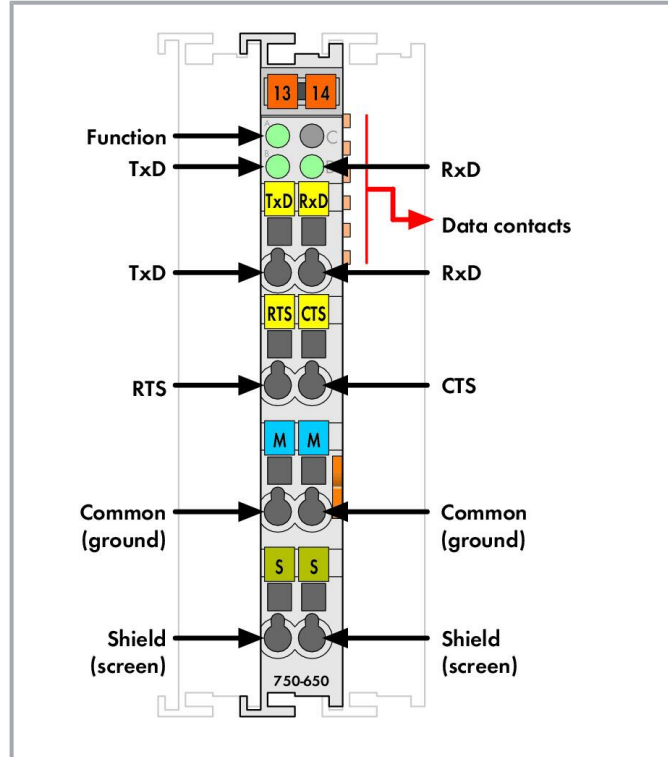 13 14
A
C
Function
B
TxD
RxD
TxD RxD
Data contacts
TxD
RxD
RTS CTS
RTS
CTS
M M
Common
(ground)
Common
(ground)
S S
Shield
(screen)
Shield
(screen)
750-650